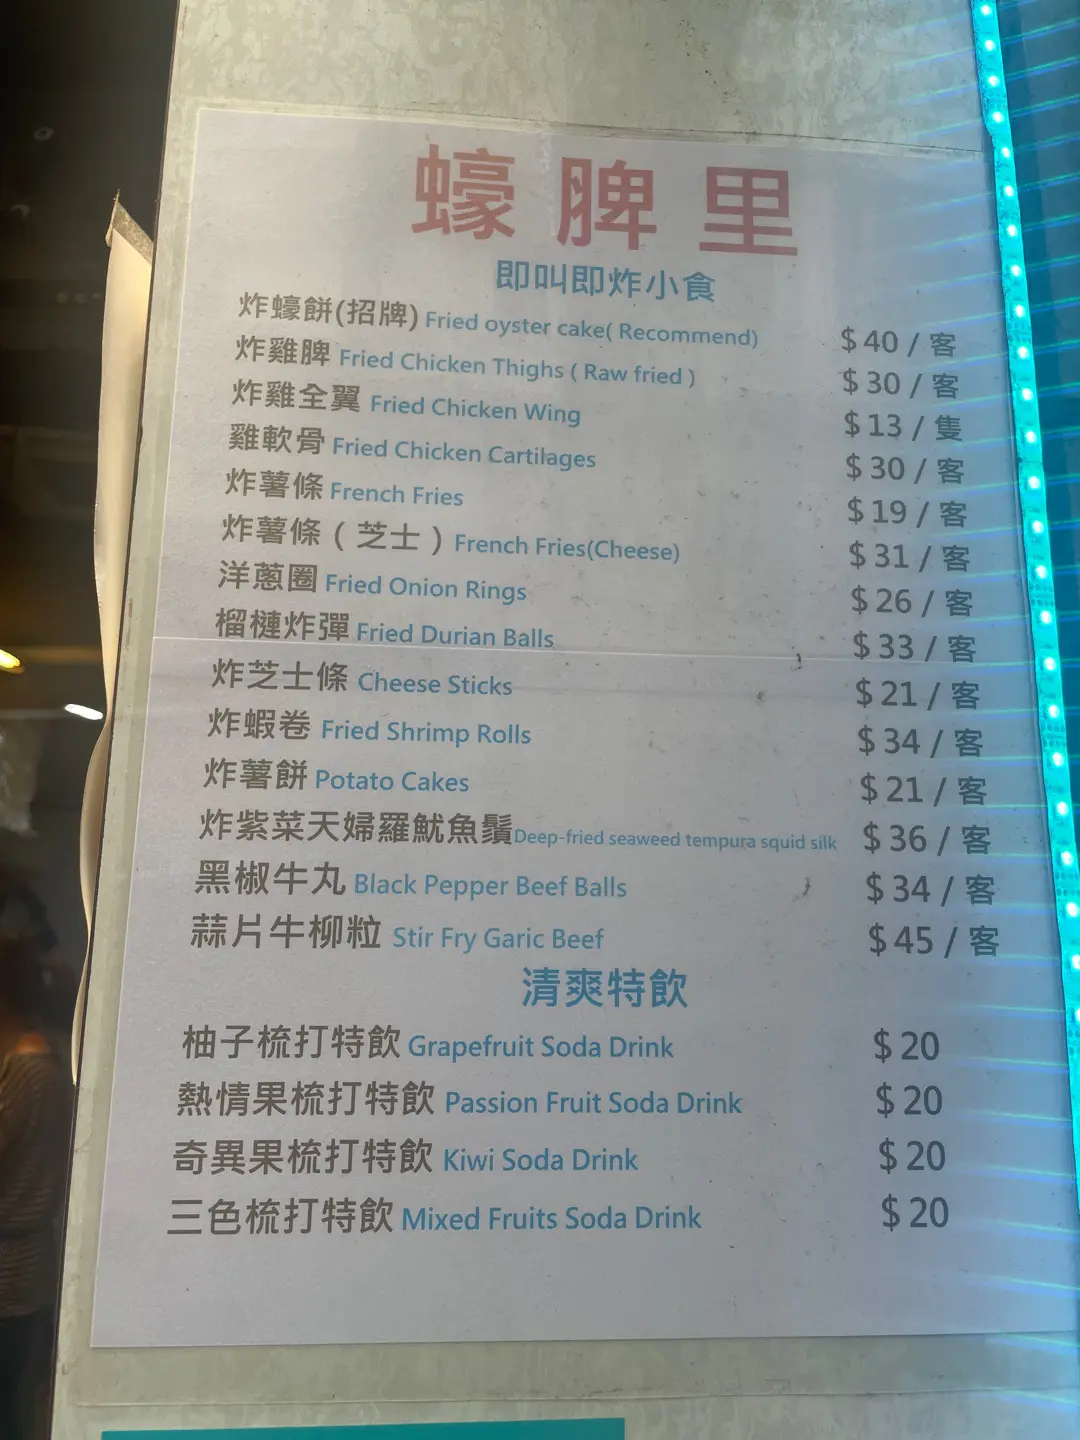 蠔脾里
即叫即炸小食
炸蠔餅(招牌) Fried oyster cake( Recommend) $40 / 客
炸雞脾 Fried Chicken Thighs ( Raw fried ) $30 / 客
炸雞全翼 Fried Chicken Wing $13 / 隻
雞軟骨 Fried Chicken Cartilages $30 / 客
炸薯條 French Fries $19 / 客
炸薯條（芝士）French Fries(Cheese) $31 / 客
洋蔥圈 Fried Onion Rings $26 / 客
榴槤炸彈 Fried Durian Balls $33 / 客
炸芝士條 Cheese Sticks $21 / 客
炸蝦卷 Fried Shrimp Rolls $34 / 客
炸薯餅 Potato Cakes $21 / 客
炸紫菜天婦羅魷魚鬚 Deep-fried seaweed tempura squid silk $36 / 客
黑椒牛丸 Black Pepper Beef Balls $34 / 客
蒜片牛柳粒 Stir Fry Garic Beef $45 / 客
清爽特飲
柚子梳打特飲 Grapefruit Soda Drink $20
熱情果梳打特飲 Passion Fruit Soda Drink $20
奇異果梳打特飲 Kiwi Soda Drink $20
三色梳打特飲 Mixed Fruits Soda Drink $20